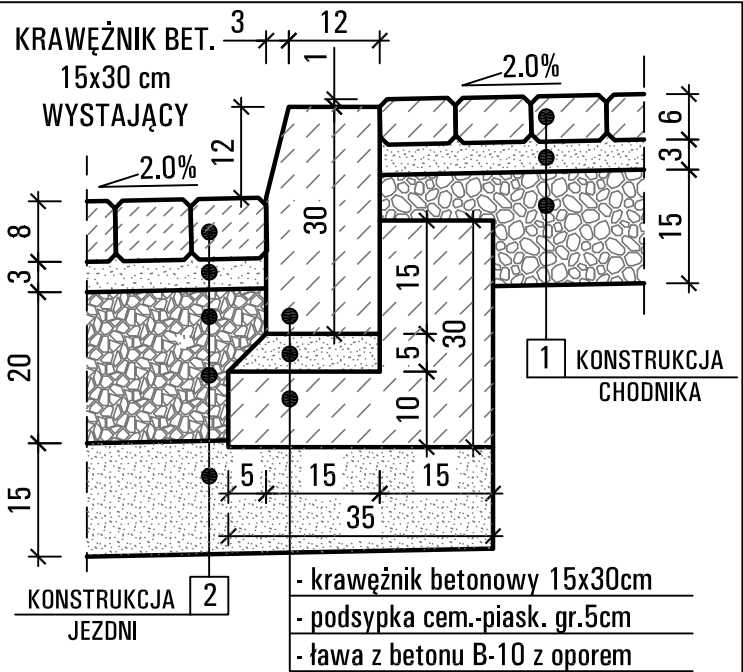 KRAWĘŻNIK BET.
15x30 cm
WYSTAJĄCY
3
12
1
2.0%
6
3
15
12
2.0%
8
3
20
15
30
15
5
10
30
5
15
15
35
1
KONSTRUKCJA
CHODNIKA
KONSTRUKCJA
2
JEZDNI
- krawężnik betonowy 15x30cm
- podsypka cem.-piask. gr.5cm
- ława z betonu B-10 z oporem